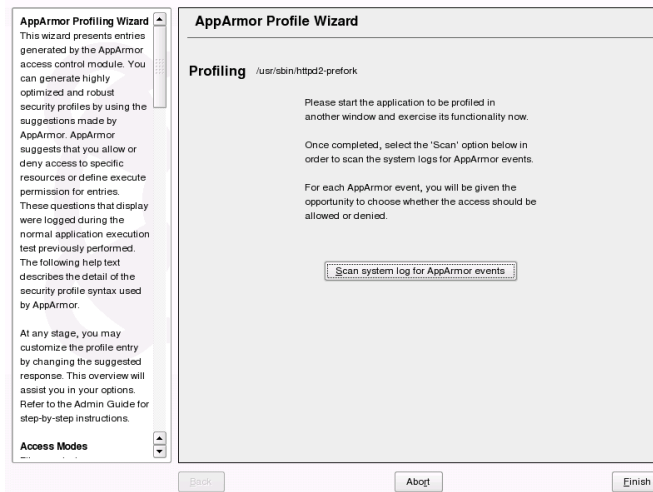 AppArmor Profiling Wizard
This wizard presents entries
generated by the AppArmor
access control module. You
can generate highly
optimized and robust
security profiles by using the
suggestions made by
AppArmor. AppArmor
suggests that you allow or
deny access to specific
resources or define execute
permission for entries.
These questions that display
were logged during the
normal application execution
test previously performed.
The following help text
describes the detail of the
security profile syntax used
by AppArmor.
At any stage, you may
customize the profile entry
by changing the suggested
response. This overview will
assist you in your options.
Refer to the Admin Guide for
step-by-step instructions.
Access Modes
AppArmor Profile Wizard
Profiling /usr/sbin/httpd2-prefork
Please start the application to be profiled in
another window and exercise its functionality now.
Once completed, select the 'Scan' option below in
order to scan the system logs for AppArmor events.
For each AppArmor event, you will be given the
opportunity to choose whether the access should be
allowed or denied.
Scan system log for AppArmor events
Back
Abort
Finish